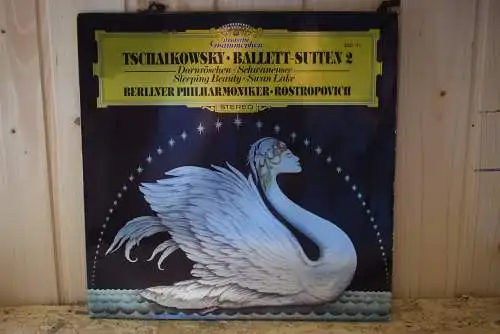 Deutsche
Grammophon
TSCHAIKOWSKY · BALLETT-SUITEN 2
Dornröschen · Schwanensee
Sleeping Beauty · Swan Lake
BERLINER PHILHARMONIKER · ROSTROPOVICH
STEREO